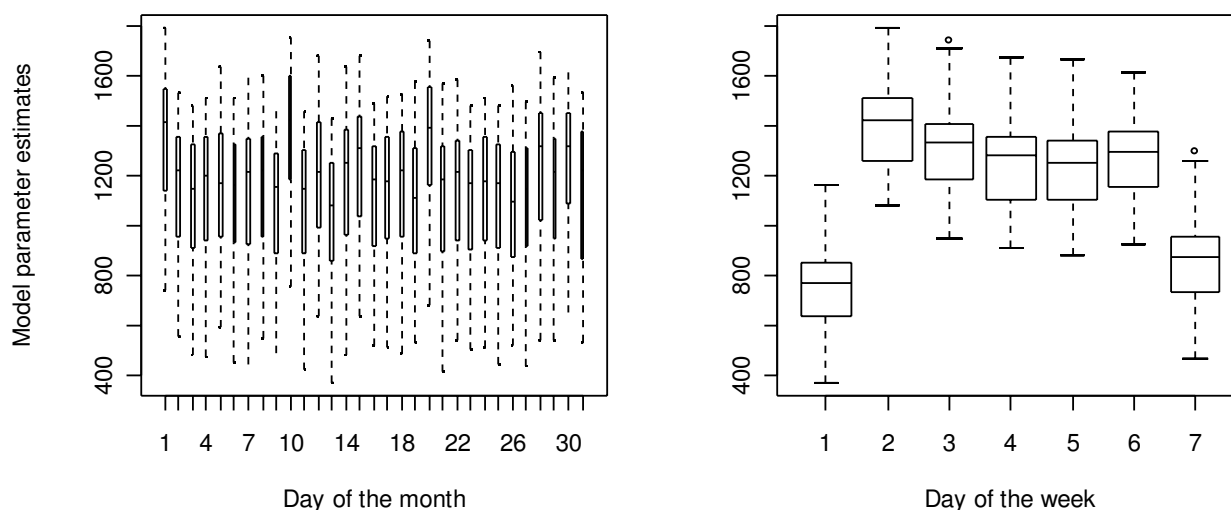 Model parameter estimates
1600
1200
800
400
1 4 7 10 14 18 22 26 30
Day of the month
1600
1200
800
400
1 2 3 4 5 6 7
Day of the week